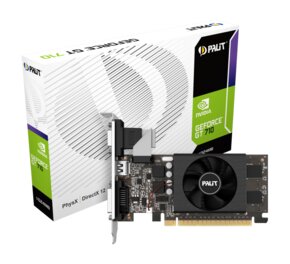 GEFORCE GT 710
PALIT
NVIDIA
GEFORCE
GT 710
PhysX | DirectX 12
PALIT